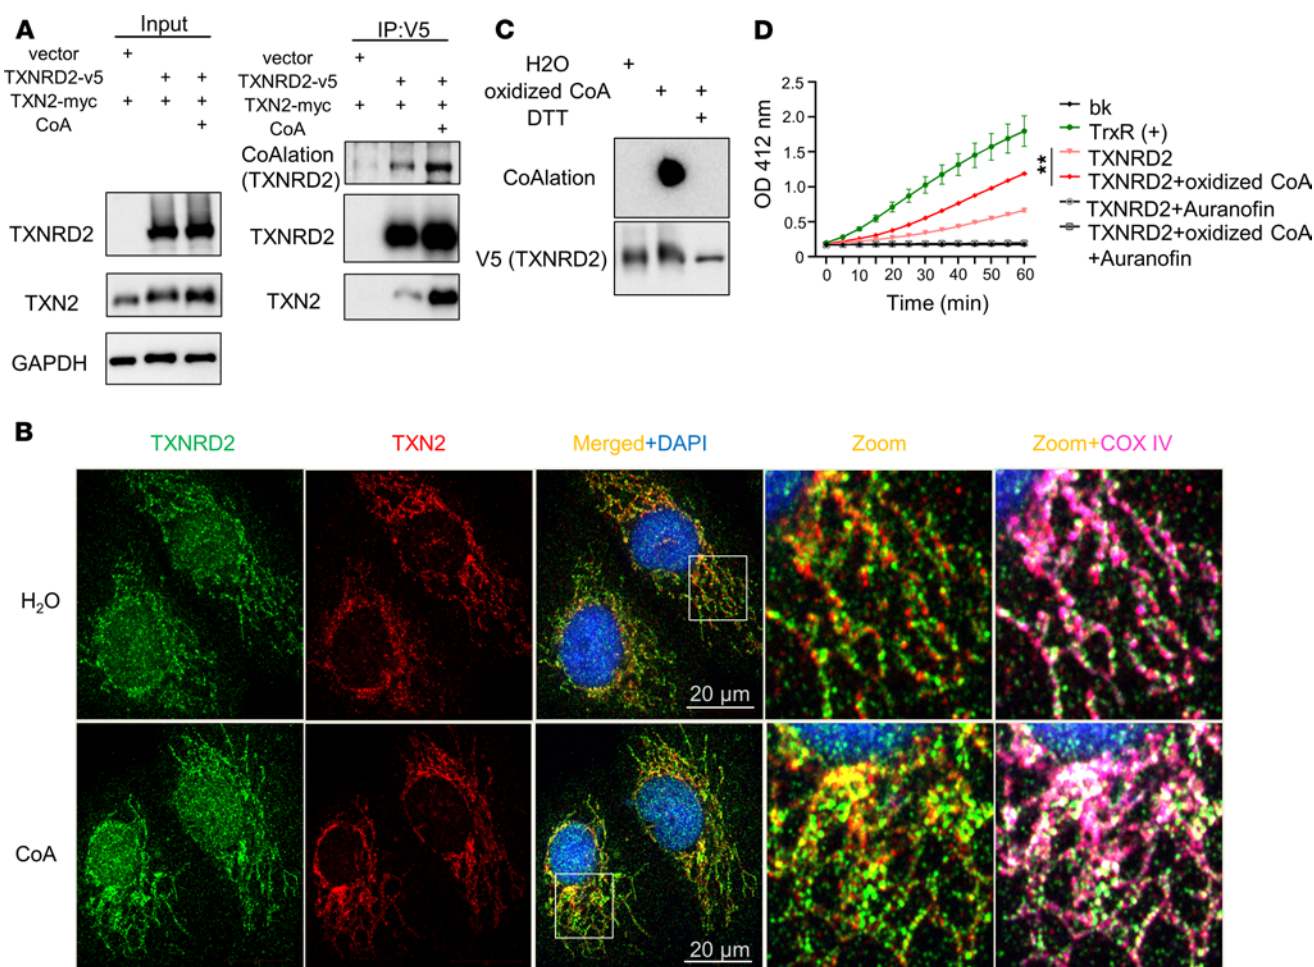 A
Input
vector +
TXNRD2-v5 + +
TXN2-myc + + +
CoA +
TXNRD2
TXN2
GAPDH
IP:V5
vector +
TXNRD2-v5 + +
TXN2-myc + + +
CoA +
CoAlation
(TXNRD2)
TXNRD2
TXN2
C
H2O +
oxidized CoA + +
DTT +
CoAlation
V5 (TXNRD2)
D
OD 412 nm
2.5
2.0
1.5
1.0
0.5
0
0 10 20 30 40 50 60
Time (min)
bk
TrxR (+)
TXNRD2
TXNRD2+oxidized CoA
**
TXNRD2+Auranofin
TXNRD2+oxidized CoA
+Auranofin
B
TXNRD2 TXN2 Merged+DAPI Zoom Zoom+COX IV
H₂O
20 µm
CoA
20 µm